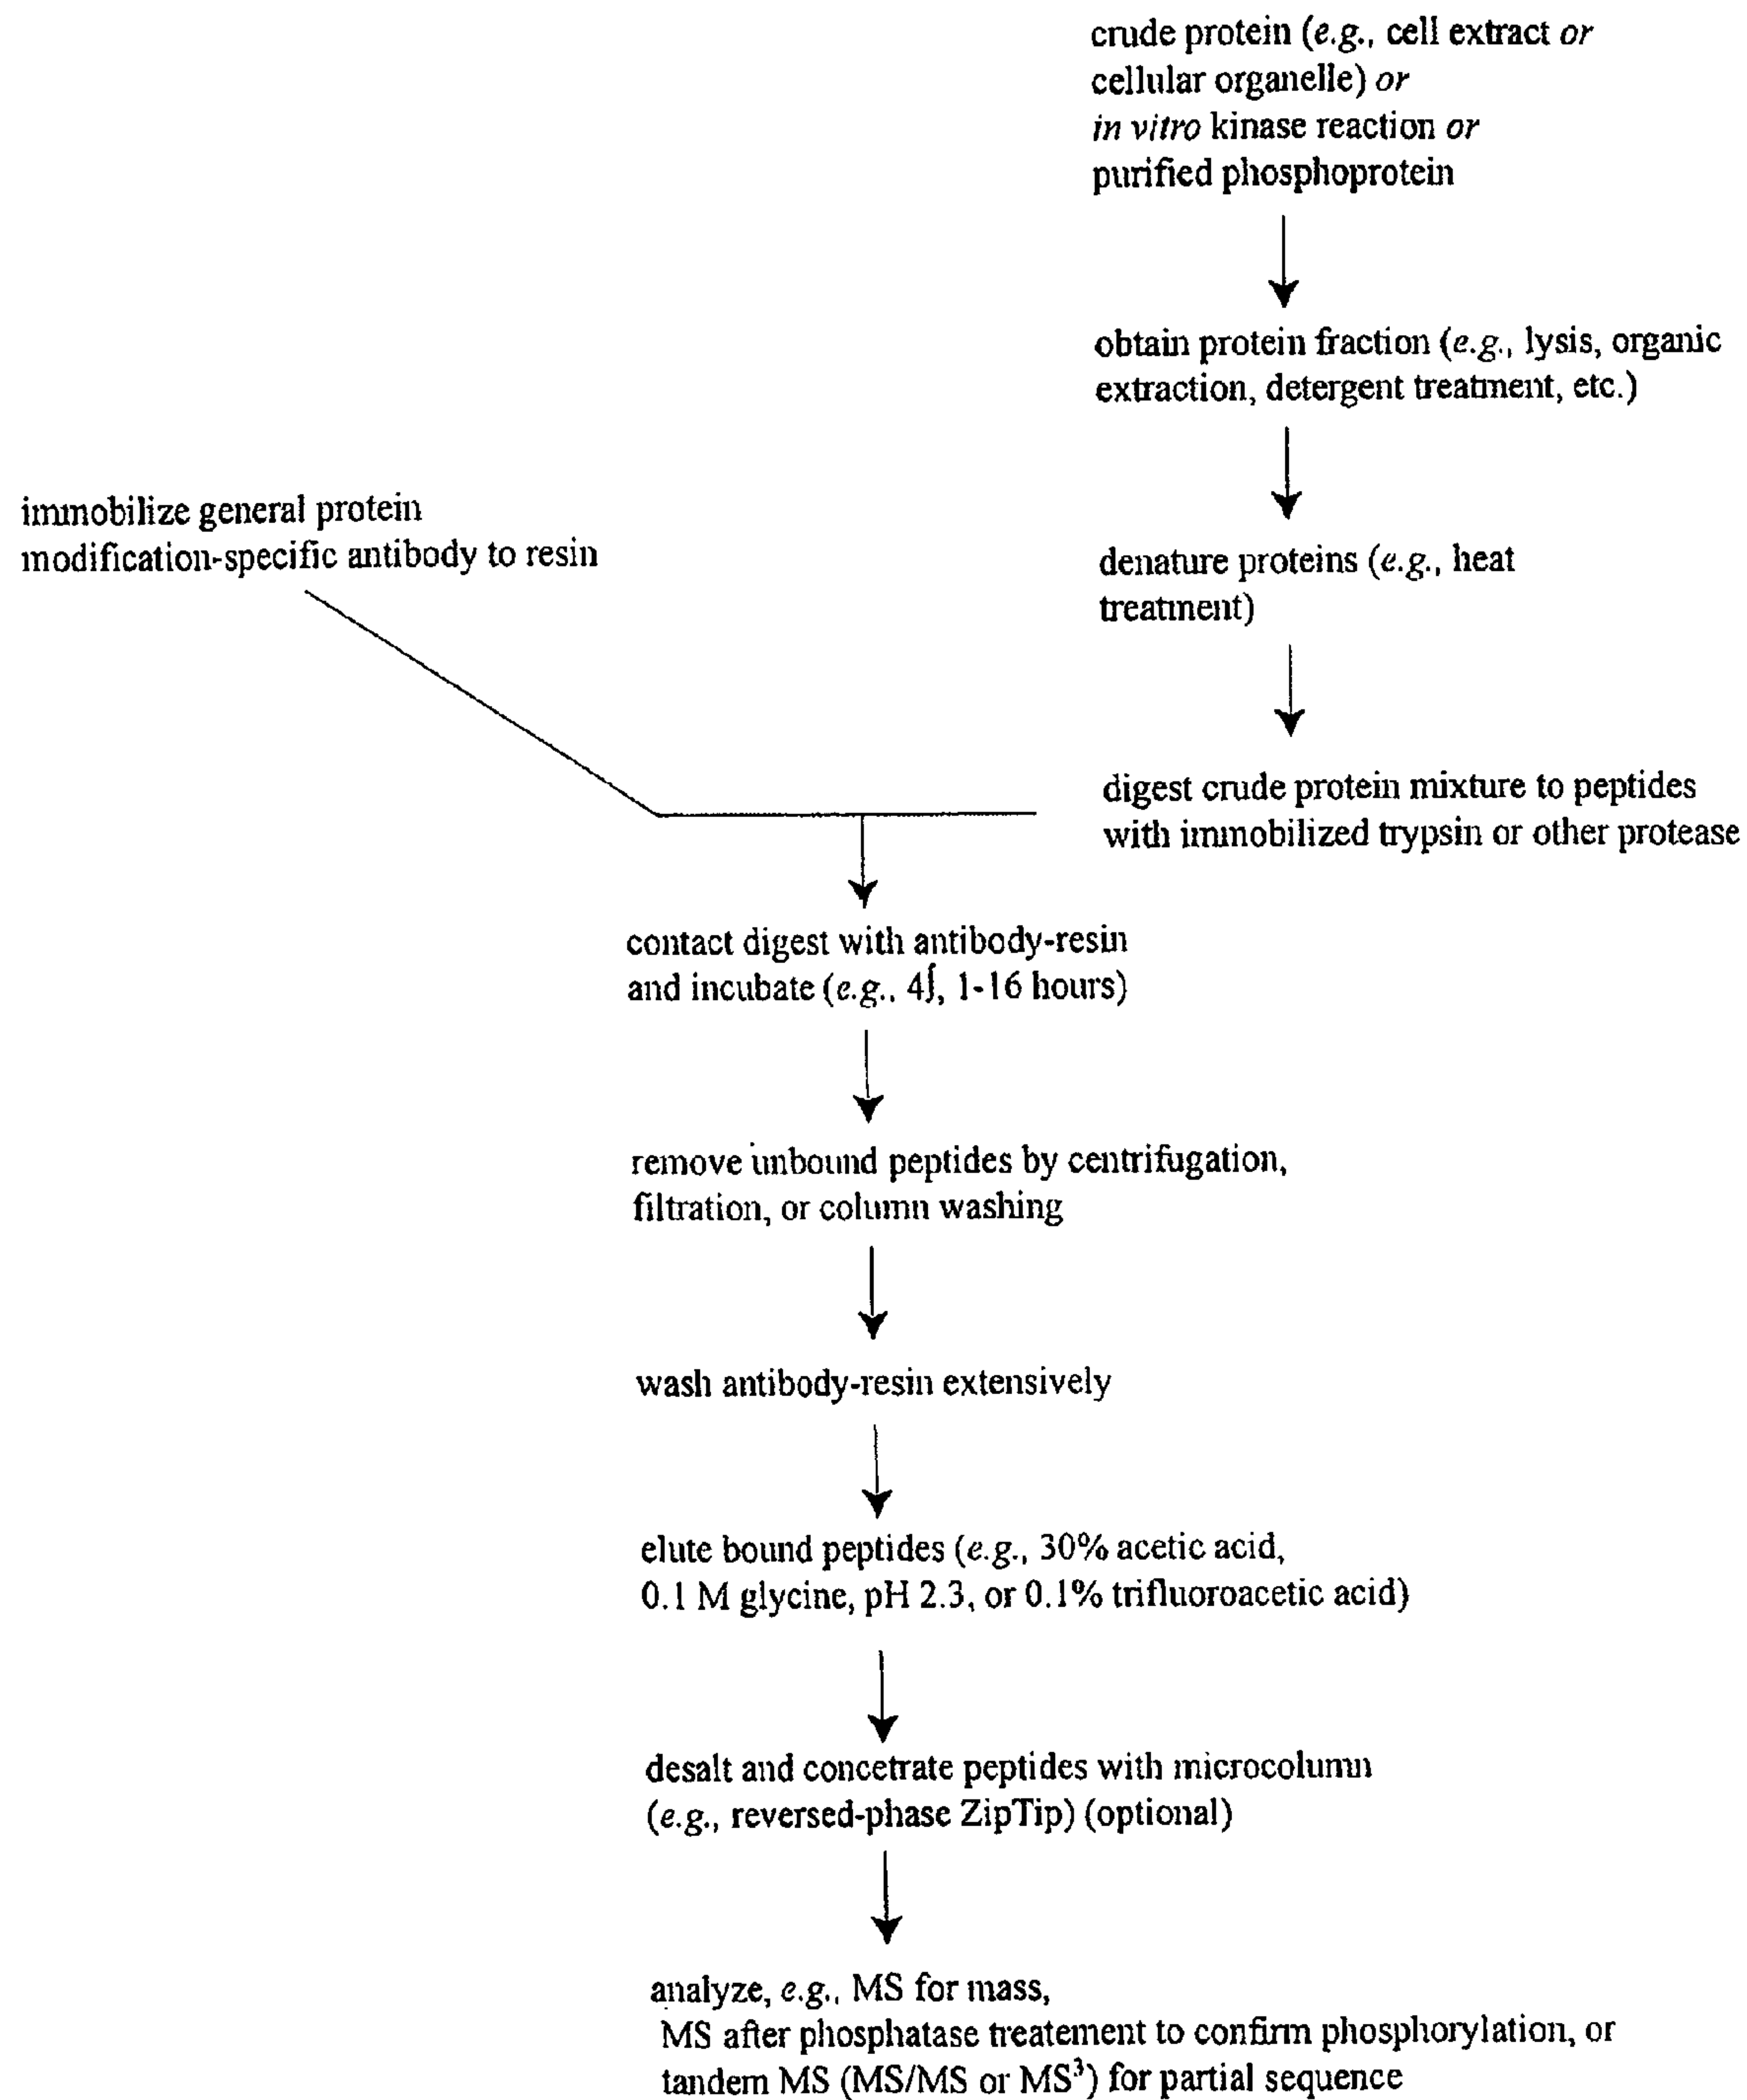 crude protein (e.g., cell extract or
cellular organelle) or
in vitro kinase reaction or
purified phosphoprotein
obtain protein fraction (e.g., lysis, organic
extraction, detergent treatment, etc.)
immobilize general protein
modification-specific antibody to resin
denature proteins (e.g., heat
treatment)
digest crude protein mixture to peptides
with immobilized trypsin or other protease
contact digest with antibody-resin
and incubate (e.g., 4∫, 1-16 hours)
remove unbound peptides by centrifugation,
filtration, or column washing
wash antibody-resin extensively
elute bound peptides (e.g., 30% acetic acid,
0.1 M glycine, pH 2.3, or 0.1% trifluoroacetic acid)
desalt and concetrate peptides with microcolumn
(e.g., reversed-phase ZipTip) (optional)
analyze, e.g., MS for mass,
MS after phosphatase treatement to confirm phosphorylation, or
tandem MS (MS/MS or MS³) for partial sequence